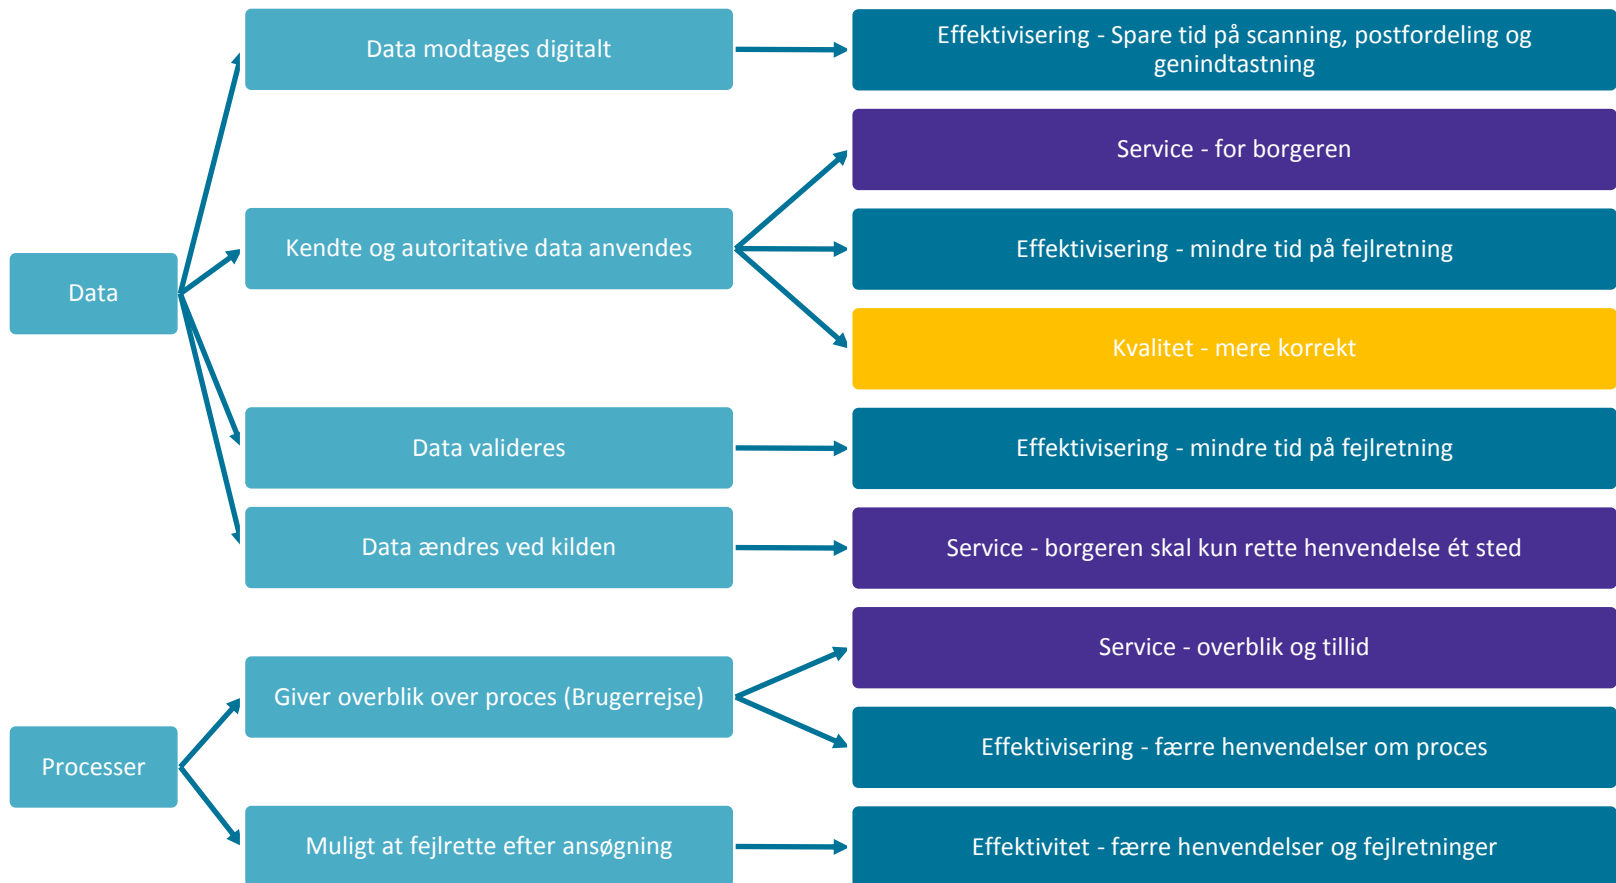 Data
Data modtages digitalt
Effektivisering - Spare tid på scanning, postfordeling og
genindtastning
Kendte og autoritative data anvendes
Service - for borgeren
Effektivisering - mindre tid på fejlretning
Kvalitet - mere korrekt
Data valideres
Effektivisering - mindre tid på fejlretning
Data ændres ved kilden
Service - borgeren skal kun rette henvendelse ét sted
Processer
Giver overblik over proces (Brugerrejse)
Service - overblik og tillid
Effektivisering - færre henvendelser om proces
Muligt at fejlrette efter ansøgning
Effektivitet - færre henvendelser og fejlretninger